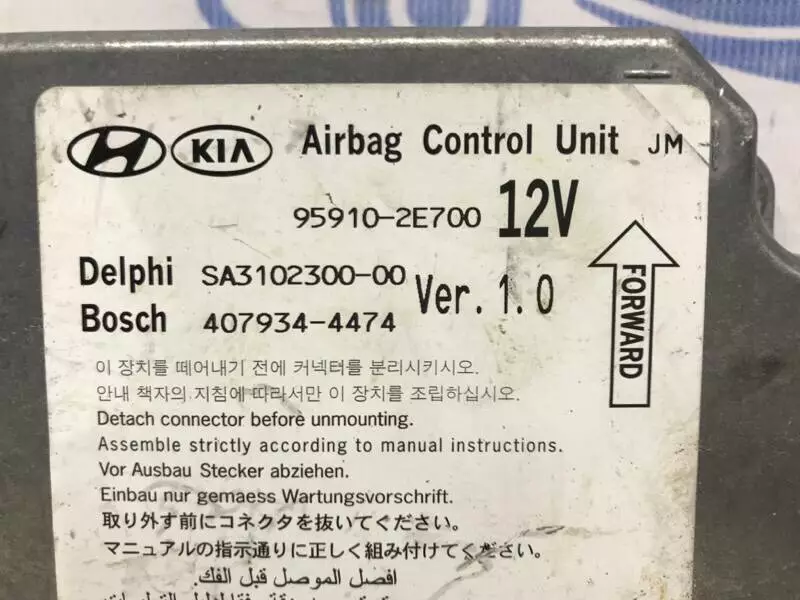 KIA Airbag Control Unit JM
95910-2E700 12V
Delphi SA3102300-00
Ver. 1.0
Bosch 407934-4474
FORWARD
이 장치를 떼어내기 전에 커넥터를 분리시키시오.
안내 책자의 지침에 따라서만 이 장치를 조립하십시오.
Detach connector before unmounting.
Assemble strictly according to manual instructions.
Vor Ausbau Stecker abziehen.
Einbau nur gemaess Wartungsvorschrift.
取り外す前にコネクタを抜いてください。
マニュアルの指示通りに正しく組み付けてください。
افصل الموصل قبل الفك.